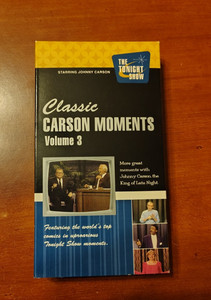 STARRING JOHNNY CARSON
THE
TONIGHT
SHOW
Classic
CARSON MOMENTS
Volume 3
More great
moments with
Johnny Carson, the
King of Late Night
Featuring the world's top
comics in uproarious
Tonight Show moments.